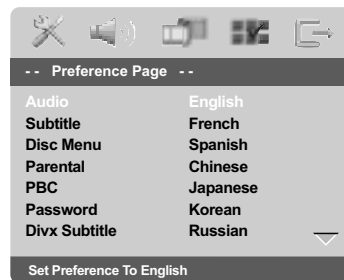 - - Preference Page - -
Audio English
Subtitle French
Disc Menu Spanish
Parental Chinese
PBC Japanese
Password Korean
Divx Subtitle Russian
Set Preference To English